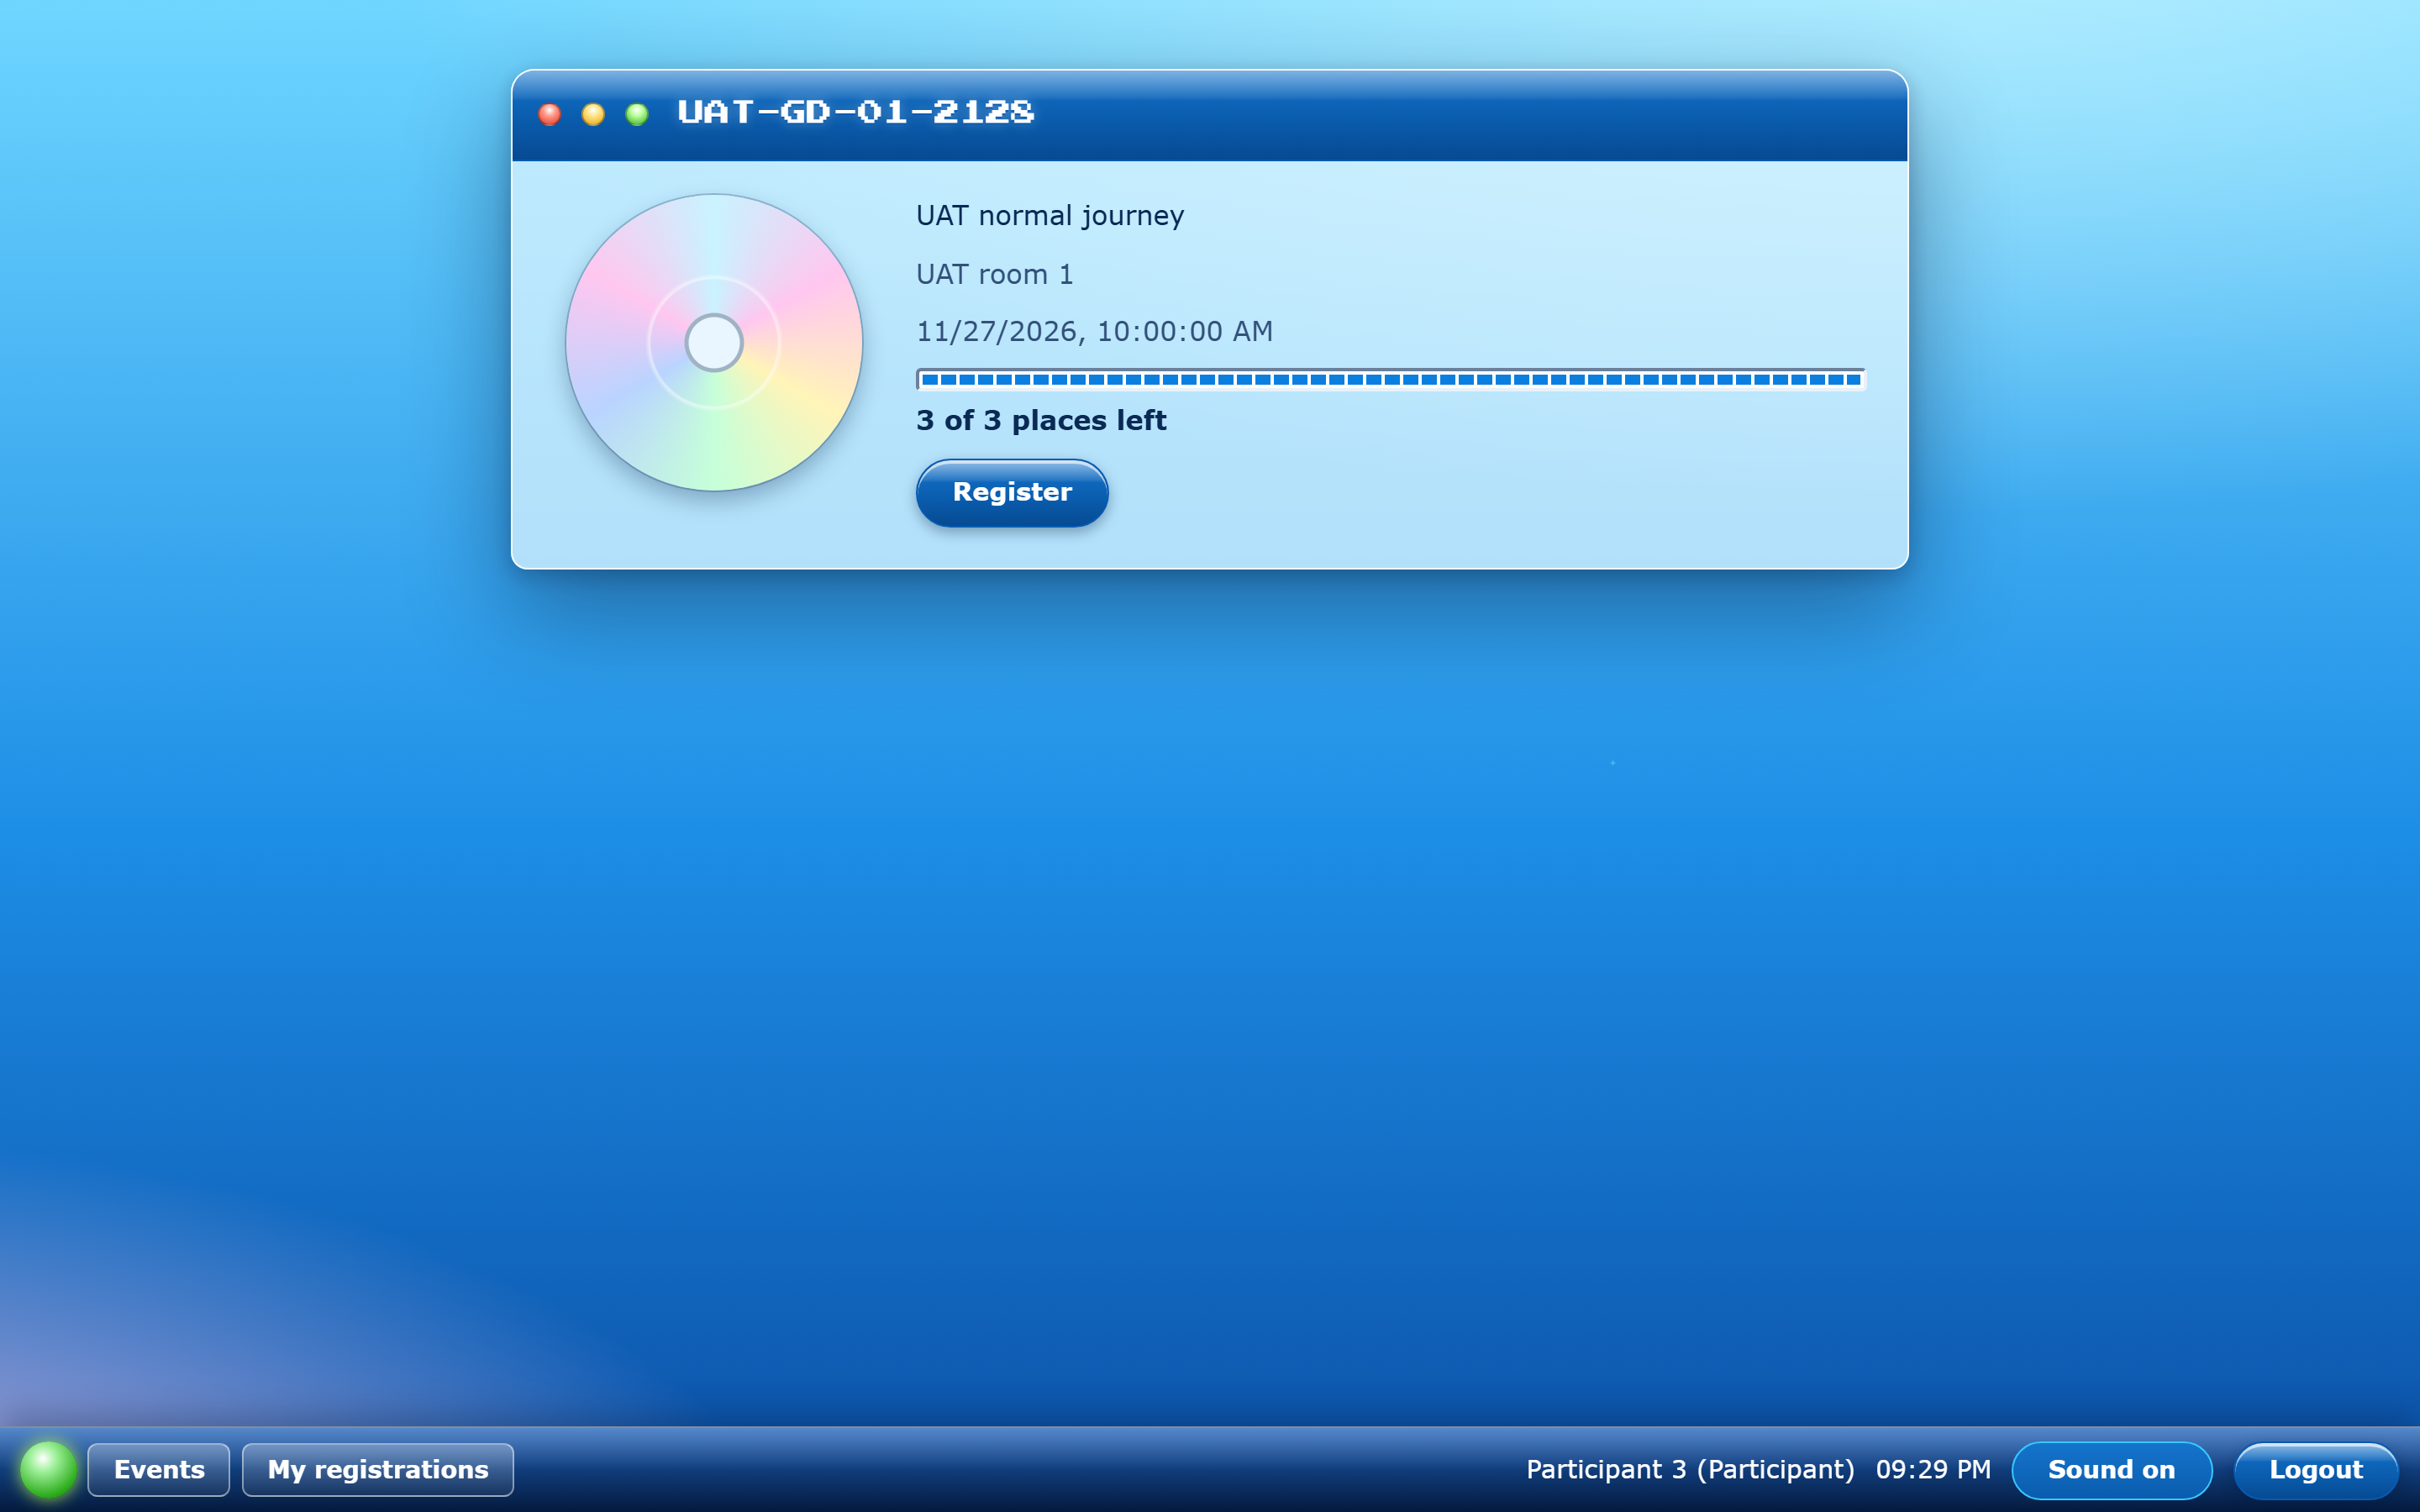 UAT-GD-01-2128
UAT normal journey
UAT room 1
11/27/2026, 10:00:00 AM
3 of 3 places left
Register
Events
My registrations
Participant 3 (Participant)
09:29 PM
Sound on
Logout